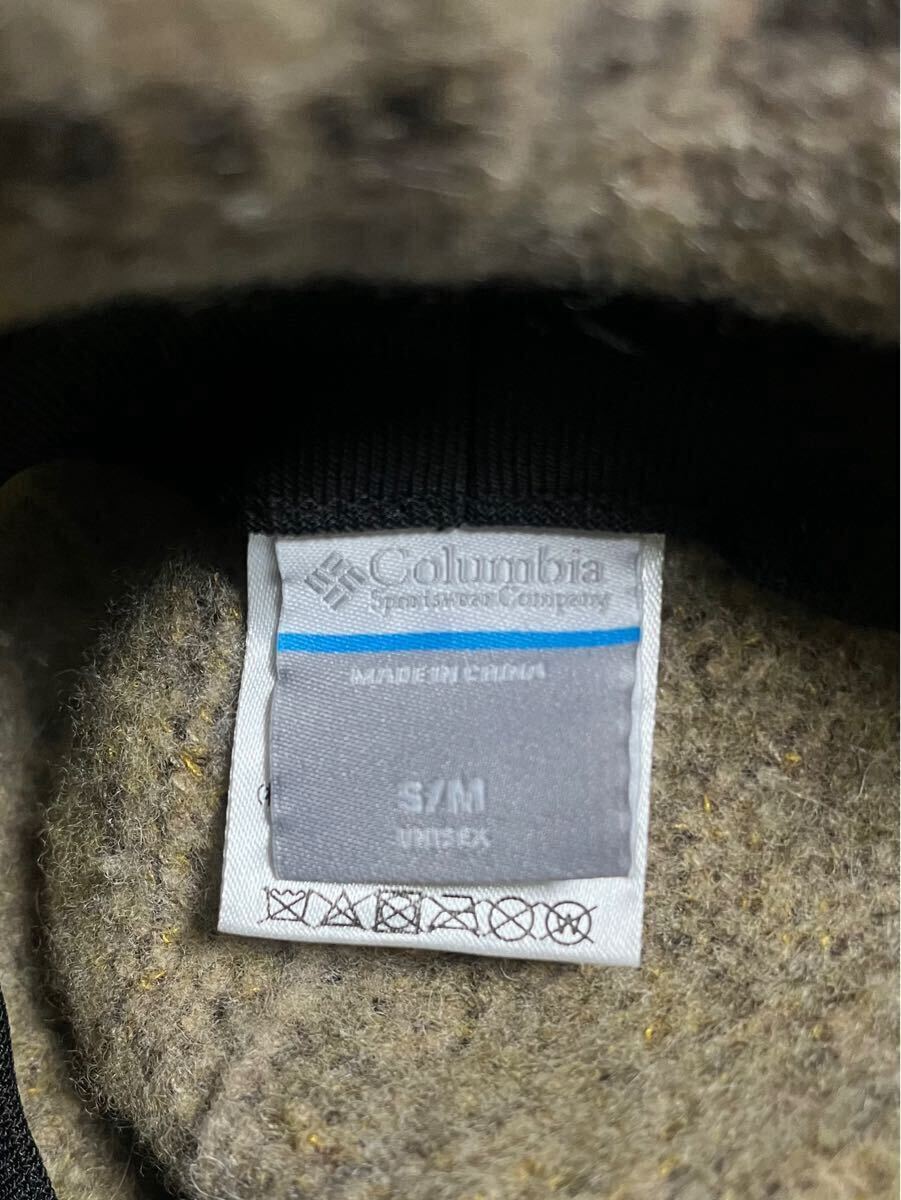 Columbia
Sportswear Company
MADE IN CHINA
S/M
UNISEX
W